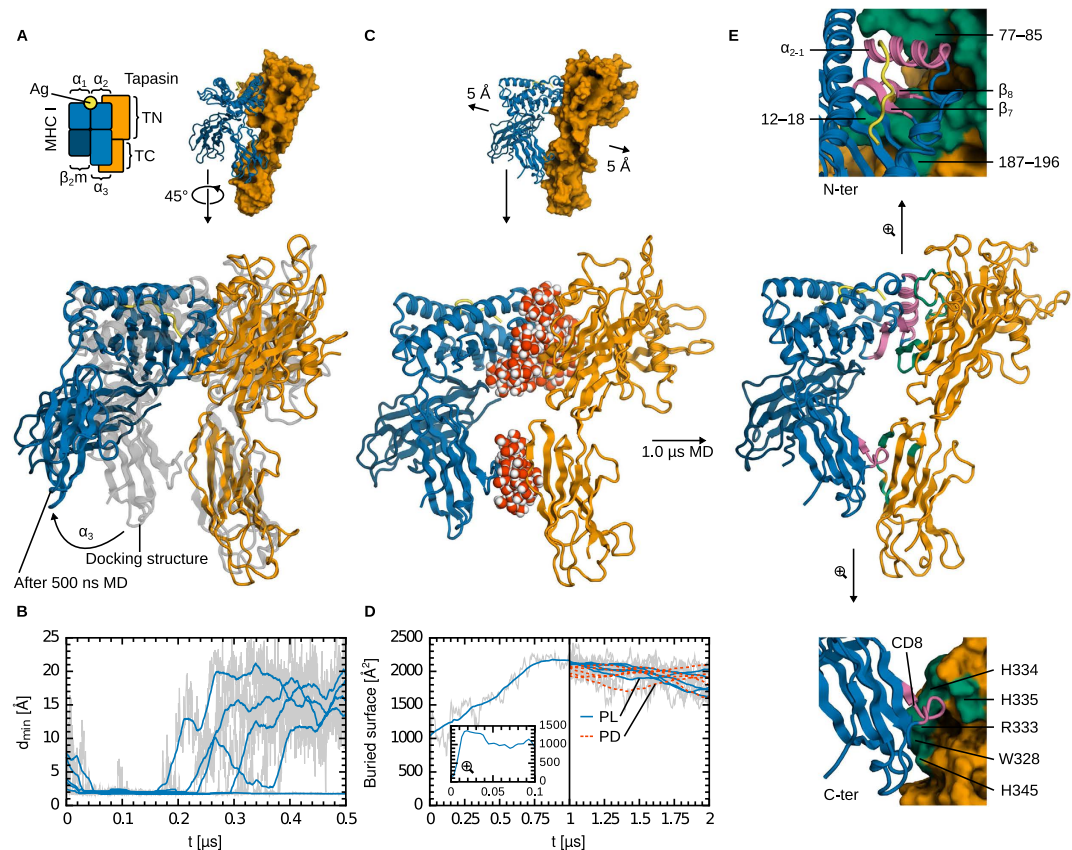 A
α1 α2 Tapasin
Ag
MHC I
TN
TC
β2m
α3
45°
α3
Docking structure
After 500 ns MD
B
25
20
15
10
5
0
dmin [Å]
0 0.1 0.2 0.3 0.4 0.5
t [µs]
C
5 Å
5 Å
1.0 µs MD
D
2500
2000
1500
1000
500
0
Buried surface [Å²]
PL
PD
1500
1000
500
0
0 0.05 0.1
0 0.25 0.5 0.75 1 1.25 1.5 1.75 2
t [µs]
E
77–85
α2-1
β8
β7
12–18
187–196
N-ter
CD8
H334
H335
R333
W328
H345
C-ter